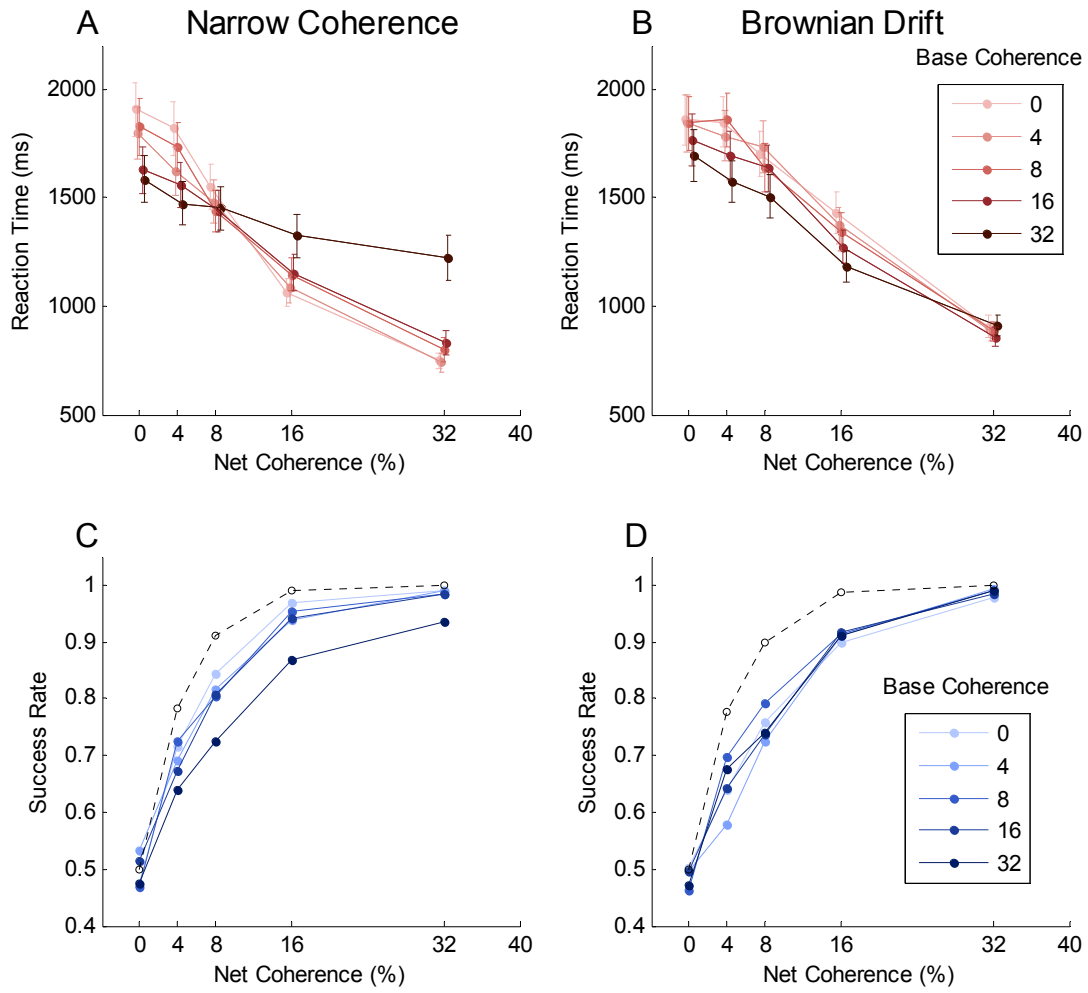 A
Narrow Coherence
2000
1500
1000
500
Reaction Time (ms)
0 4 8 16 32 40
Net Coherence (%)
B
Brownian Drift
2000
1500
1000
500
Reaction Time (ms)
0 4 8 16 32 40
Net Coherence (%)
Base Coherence
0
4
8
16
32
C
1
0.9
0.8
0.7
0.6
0.5
0.4
Success Rate
0 4 8 16 32 40
Net Coherence (%)
D
1
0.9
0.8
0.7
0.6
0.5
0.4
Success Rate
0 4 8 16 32 40
Net Coherence (%)
Base Coherence
0
4
8
16
32